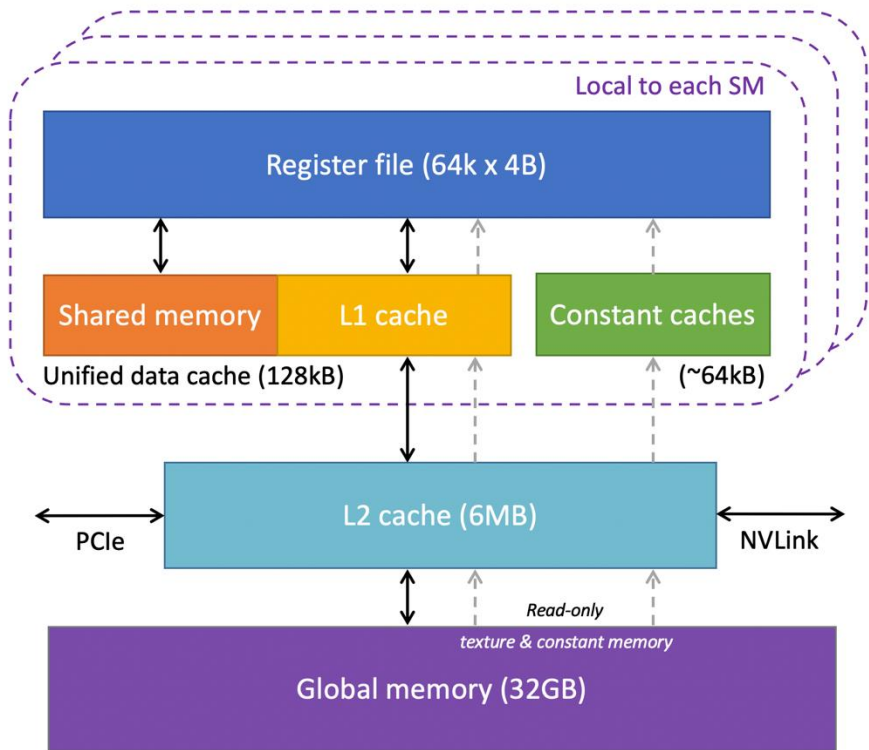 Local to each SM
Register file (64k x 4B)
Shared memory
L1 cache
Constant caches
Unified data cache (128kB)
(~64kB)
L2 cache (6MB)
PCIe
NVLink
Read-only
texture & constant memory
Global memory (32GB)